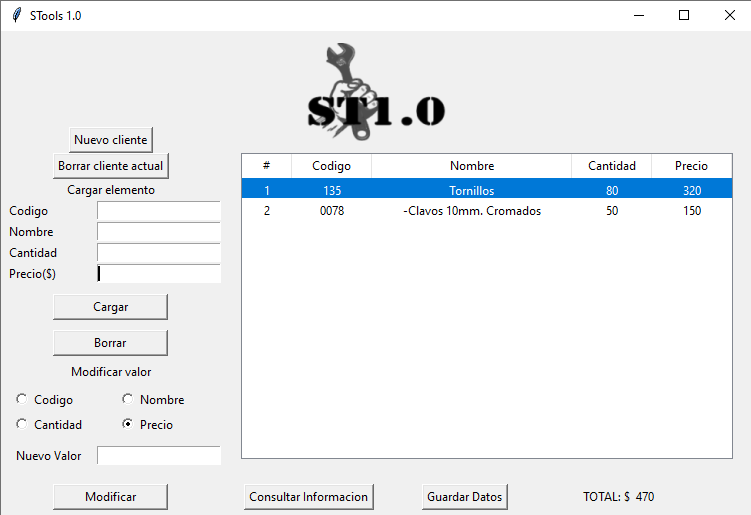 STools 1.0
ST1.0
Nuevo cliente
Borrar cliente actual
Cargar elemento
Codigo
Nombre
Cantidad
Precio($)
Cargar
Borrar
Modificar valor
Codigo Nombre
Cantidad Precio
Nuevo Valor
Modificar
# Codigo Nombre Cantidad Precio
1 135 Tornillos 80 320
2 0078 -Clavos 10mm. Cromados 50 150
Consultar Informacion Guardar Datos TOTAL: $ 470